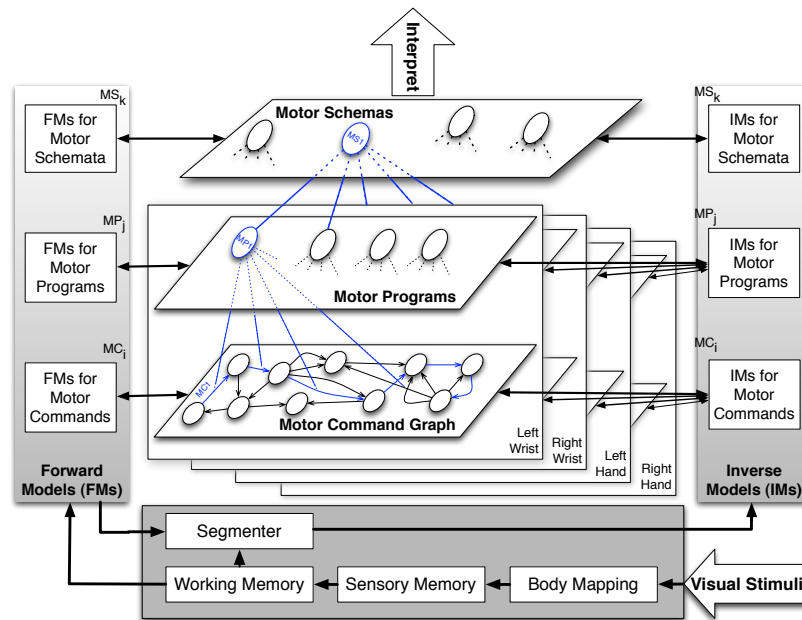 Interpret
MS_k
FMs for
Motor
Schemata
Motor Schemas
MS1
MS_k
IMs for
Motor
Schemata
MP_j
FMs for
Motor
Programs
MP1
Motor Programs
MP_j
IMs for
Motor
Programs
MC_i
FMs for
Motor
Commands
MC1
Motor Command Graph
MC_i
IMs for
Motor
Commands
Left
Wrist
Right
Wrist
Left
Hand
Right
Hand
Forward
Models (FMs)
Inverse
Models (IMs)
Segmenter
Working Memory
Sensory Memory
Body Mapping
Visual Stimuli